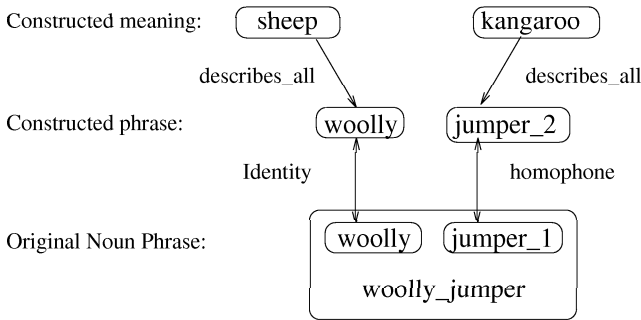 Constructed meaning: sheep kangaroo
describes_all describes_all
Constructed phrase: woolly jumper_2
Identity homophone
Original Noun Phrase: woolly jumper_1
woolly_jumper